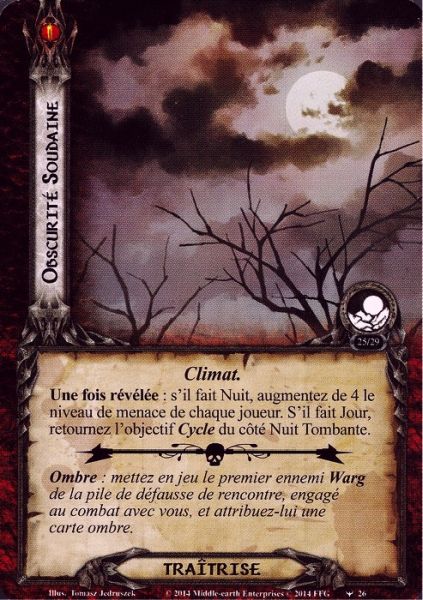 Obscurité Soudaine
25/29
Climat.
Une fois révélée : s'il fait Nuit, augmentez de 4 le
niveau de menace de chaque joueur. S'il fait Jour,
retournez l'objectif Cycle du côté Nuit Tombante.
Ombre : mettez en jeu le premier ennemi Warg
de la pile de défausse de rencontre, engagé
au combat avec vous, et attribuez-lui une
carte ombre.
TRAÎTRISE
Illus. Tomasz Jedruszek © 2014 Middle-earth Enterprises © 2014 FFG 26